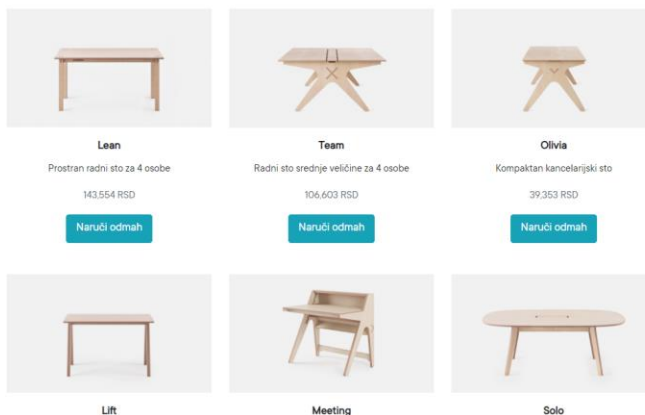 Lean
Team
Olivia
Prostran radni sto za 4 osobe
Radni sto srednje veličine za 4 osobe
Kompaktan kancelarijski sto
143,554 RSD
106,603 RSD
39,353 RSD
Naruči odmah
Naruči odmah
Naruči odmah
Lift
Meeting
Solo